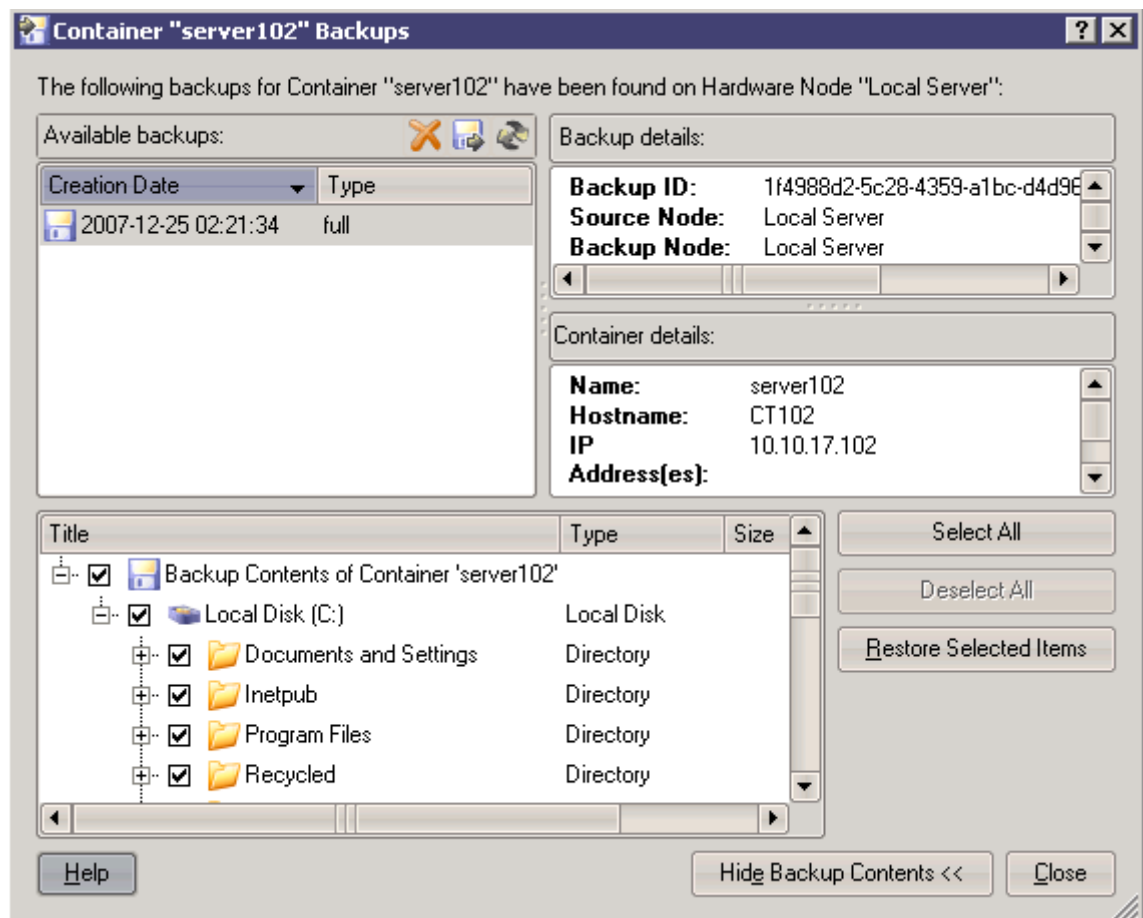 Container "server102" Backups
The following backups for Container "server102" have been found on Hardware Node "Local Server":
Available backups:
Creation Date Type
2007-12-25 02:21:34 full
Backup details:
Backup ID: 1f4988d2-5c28-4359-a1bc-d4d96
Source Node: Local Server
Backup Node: Local Server
Container details:
Name: server102
Hostname: CT102
IP 10.10.17.102
Address(es):
Title Type Size
Backup Contents of Container 'server102'
Local Disk (C:) Local Disk
Documents and Settings Directory
Inetpub Directory
Program Files Directory
Recycled Directory
Select All
Deselect All
Restore Selected Items
Help
Hide Backup Contents <<
Close